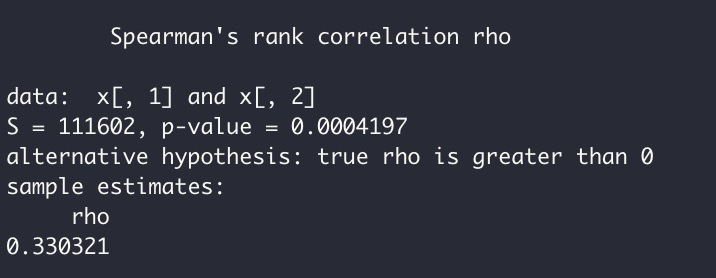 Spearman's rank correlation rho
data:  x[, 1] and x[, 2]
S = 111602, p-value = 0.0004197
alternative hypothesis: true rho is greater than 0
sample estimates:
rho
0.330321